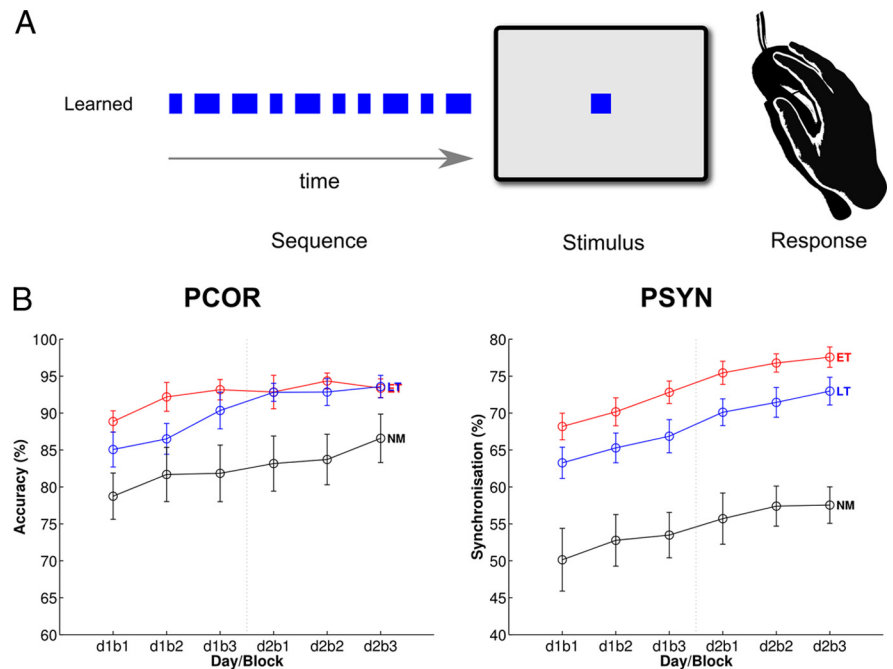 A
Learned
time
Sequence
Stimulus
Response
B
PCOR
100
95
90
85
80
75
70
65
60
Accuracy (%)
LT
ET
NM
d1b1 d1b2 d1b3 d2b1 d2b2 d2b3
Day/Block
PSYN
80
75
70
65
60
55
50
45
40
Synchronisation (%)
ET
LT
NM
d1b1 d1b2 d1b3 d2b1 d2b2 d2b3
Day/Block